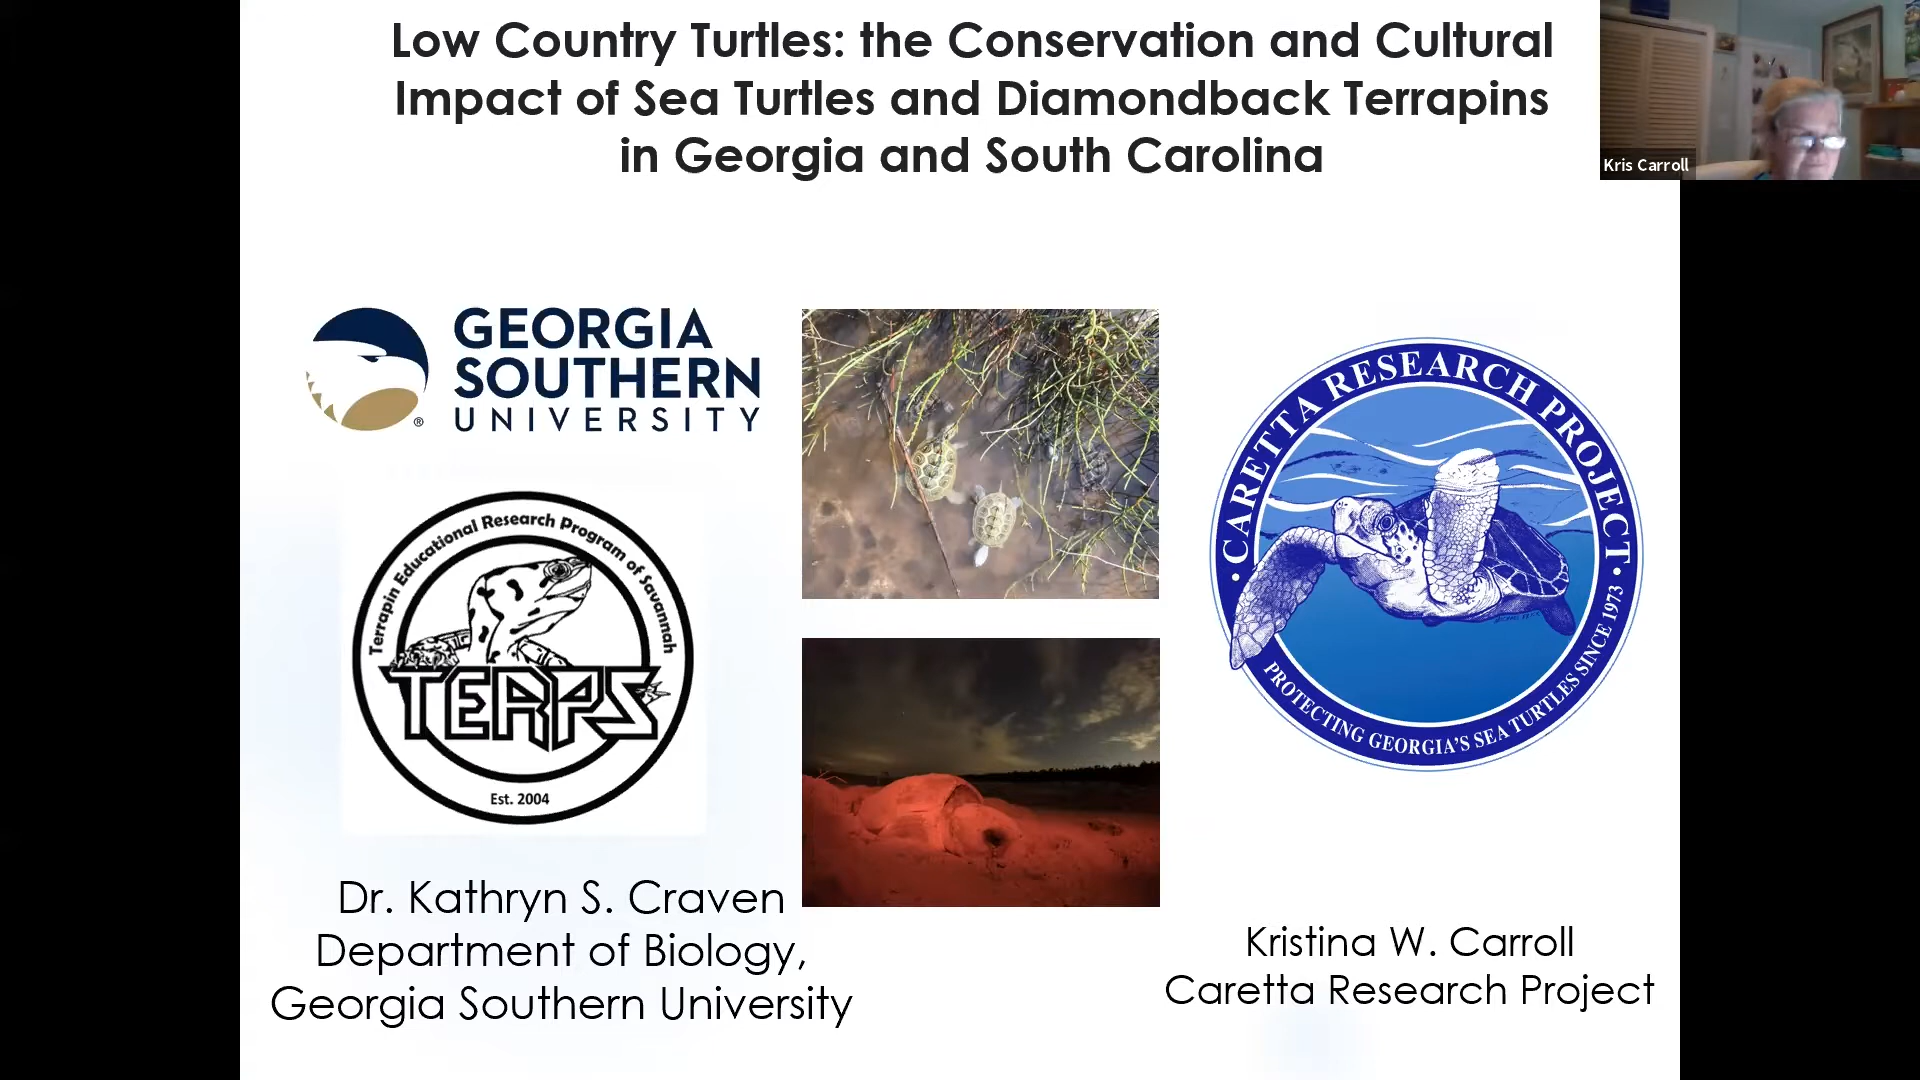 Low Country Turtles: the Conservation and Cultural
Impact of Sea Turtles and Diamondback Terrapins
in Georgia and South Carolina
Kris Carroll
GEORGIA
SOUTHERN
UNIVERSITY
®
Terrapin Educational Research Program of Savannah
TERPS
Est. 2004
· CARETTA RESEARCH PROJECT ·
PROTECTING GEORGIA'S SEA TURTLES SINCE 1973
Dr. Kathryn S. Craven
Department of Biology,
Georgia Southern University
Kristina W. Carroll
Caretta Research Project